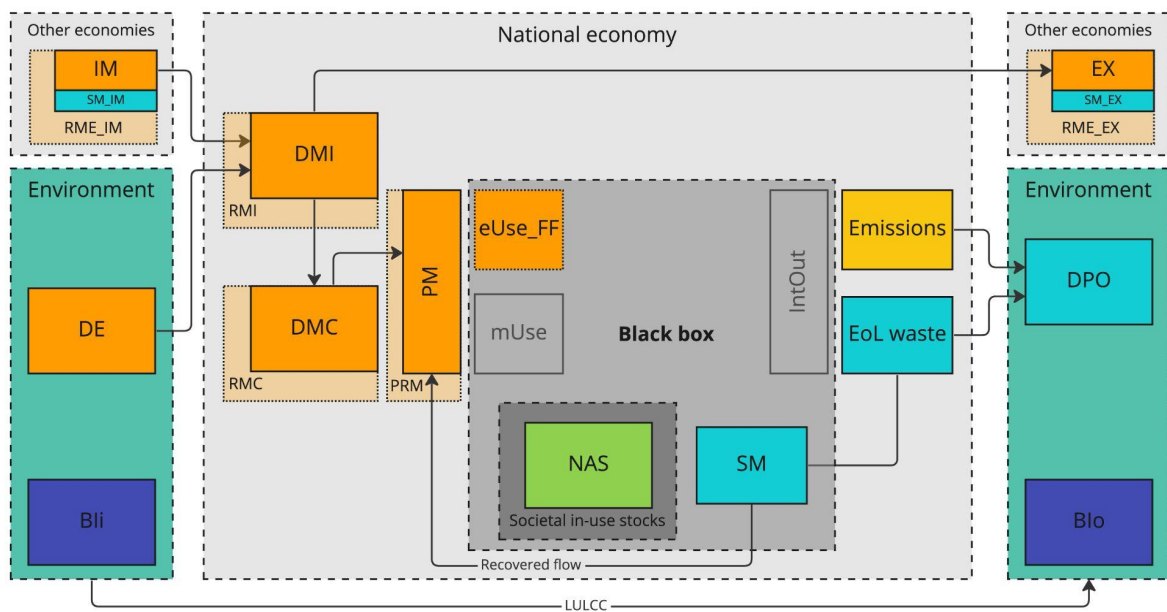 Other economies
IM
SM_IM
RME_IM
National economy
Other economies
EX
SM_EX
RME_EX
Environment
DE
BIi
DMI
RMI
DMC
RMC
PM
PRM
eUse_FF
mUse
Black box
IntOut
NAS
Societal in-use stocks
SM
Recovered flow
Emissions
EoL waste
Environment
DPO
BIo
LULCC